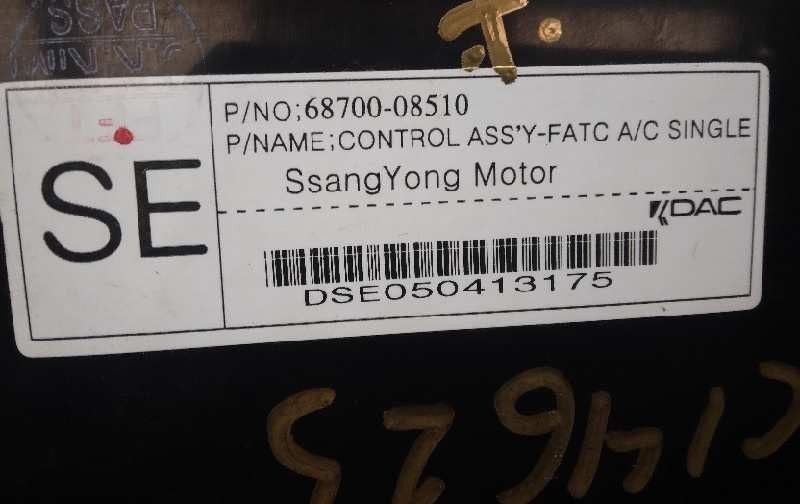 P/NO;68700-08510
P/NAME;CONTROL ASS'Y-FATC A/C SINGLE
SE
SsangYong Motor
DAC
DSE050413175